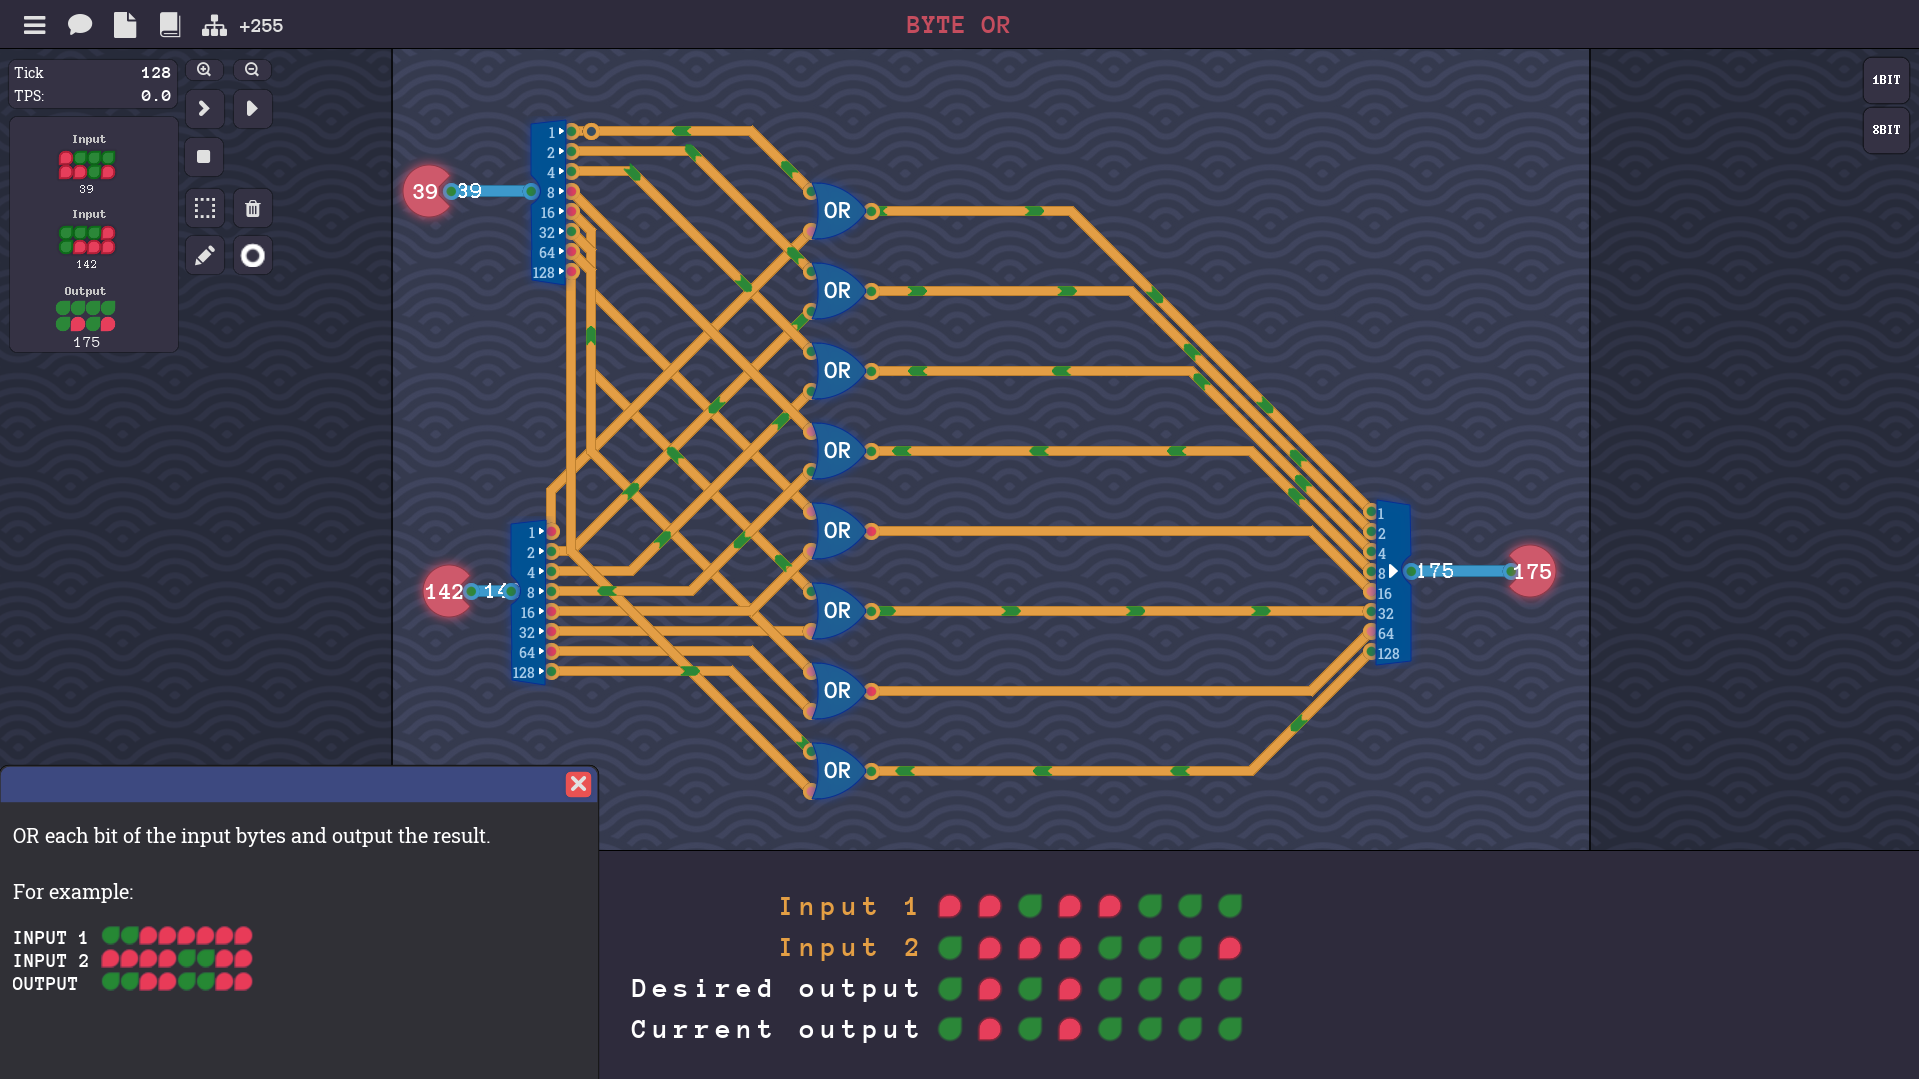 +255
BYTE OR
Tick 128
TPS: 0.0
Input
39
Input
142
Output
175
1BIT
8BIT
39 39
1
2
4
8
16
32
64
128
142
1
2
4
8
16
32
64
128
OR
OR
OR
OR
OR
OR
OR
OR
1
2
4
8
16
32
64
128
175 175
OR each bit of the input bytes and output the result.
For example:
INPUT 1
INPUT 2
OUTPUT
Input 1
Input 2
Desired output
Current output